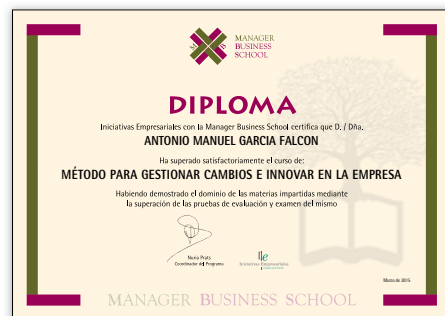 M B
MANAGER
BUSINESS
SCHOOL
DIPLOMA
Iniciativas Empresariales con la Manager Business School certifica que D. / Dña.
ANTONIO MANUEL GARCIA FALCON
Ha superado satisfactoriamente el curso de:
MÉTODO PARA GESTIONAR CAMBIOS E INNOVAR EN LA EMPRESA
Habiendo demostrado el dominio de las materias impartidas mediante
la superación de las pruebas de evaluación y examen del mismo
Nuria Prats
Coordinador del Programa
Iniciativas Empresariales
Marzo de 2015
MANAGER BUSINESS SCHOOL